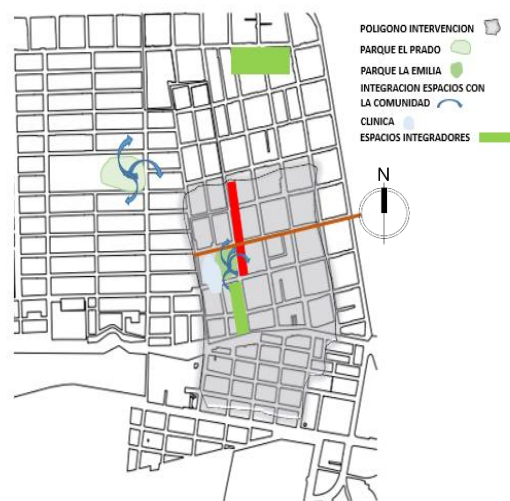 POLIGONO INTERVENCION
PARQUE EL PRADO
PARQUE LA EMILIA
INTEGRACION ESPACIOS CON
LA COMUNIDAD
CLINICA
ESPACIOS INTEGRADORES
N